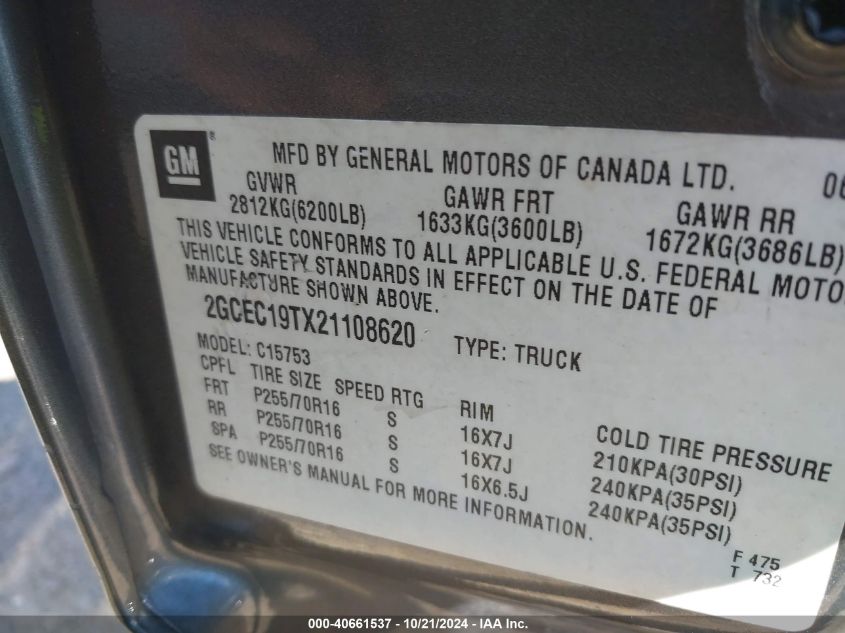 GM ®
MFD BY GENERAL MOTORS OF CANADA LTD. 06
GVWR GAWR FRT GAWR RR
2812KG(6200LB) 1633KG(3600LB) 1672KG(3686LB)
THIS VEHICLE CONFORMS TO ALL APPLICABLE U.S. FEDERAL MOTO
VEHICLE SAFETY STANDARDS IN EFFECT ON THE DATE OF
MANUFACTURE SHOWN ABOVE.
2GCEC19TX21108620 TYPE: TRUCK
MODEL: C15753
CPFL TIRE SIZE SPEED RTG RIM COLD TIRE PRESSURE
FRT P255/70R16 S 16X7J 210KPA(30PSI)
RR P255/70R16 S 16X7J 240KPA(35PSI)
SPA P255/70R16 S 16X6.5J 240KPA(35PSI)
SEE OWNER'S MANUAL FOR MORE INFORMATION.
F 475
T 732
000-40661537 - 10/21/2024 - IAA Inc.